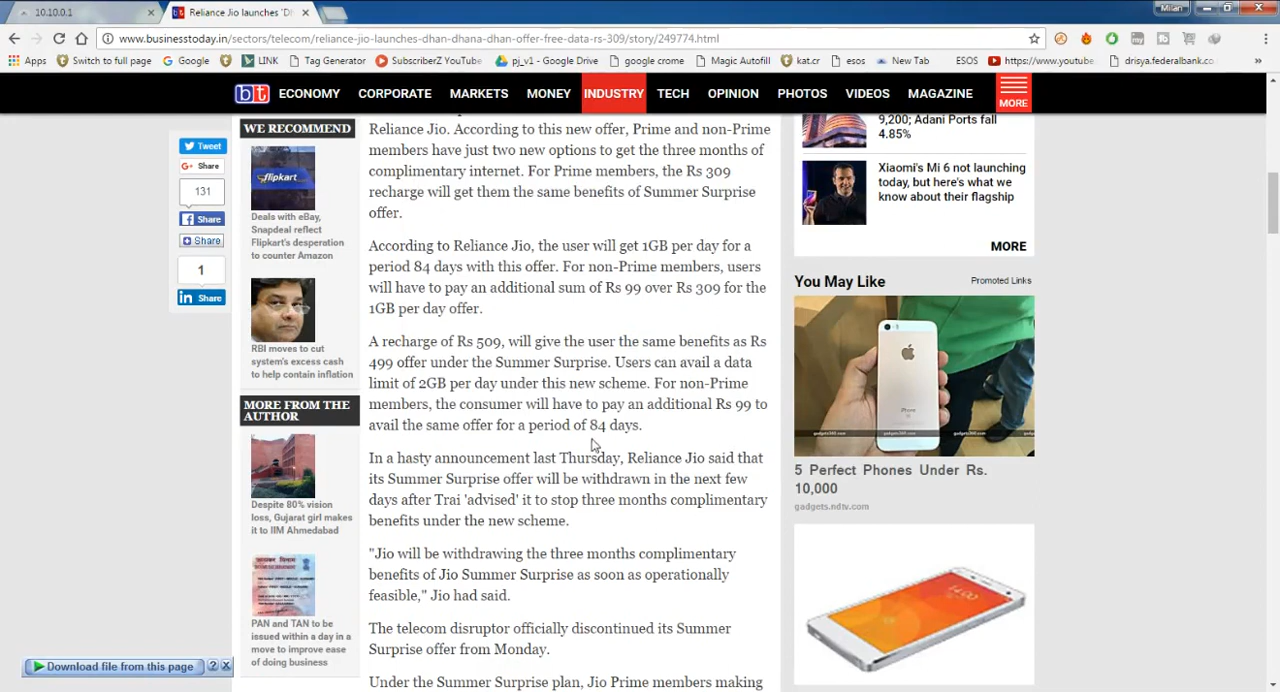 10.10.0.1
Reliance Jio launches 'Dh
Milan
www.businesstoday.in/sectors/telecom/reliance-jio-launches-dhan-dhana-dhan-offer-free-data-rs-309/story/249774.html
Apps
Switch to full page
Google
LINK
Tag Generator
SubsriberZ YouTube
pj_v1 - Google Drive
google crome
Magic Autofill
kat.cr
esos
New Tab
ESOS
https://www.youtube
drisya.federalbank.co
»
bt
ECONOMY
CORPORATE
MARKETS
MONEY
INDUSTRY
TECH
OPINION
PHOTOS
VIDEOS
MAGAZINE
MORE
Tweet
Share
131
Share
Share
1
in Share
WE RECOMMEND
flipkart
Deals with eBay,
Snapdeal reflect
Flipkart's desperation
to counter Amazon
RBI moves to cut
system's excess cash
to help contain inflation
MORE FROM THE
AUTHOR
Despite 80% vision
loss, Gujarat girl makes
it to IIM Ahmedabad
PAN and TAN to be
issued within a day in a
move to improve ease
of doing business
Reliance Jio. According to this new offer, Prime and non-Prime
members have just two new options to get the three months of
complimentary internet. For Prime members, the Rs 309
recharge will get them the same benefits of Summer Surprise
offer.
According to Reliance Jio, the user will get 1GB per day for a
period 84 days with this offer. For non-Prime members, users
will have to pay an additional sum of Rs 99 over Rs 309 for the
1GB per day offer.
A recharge of Rs 509, will give the user the same benefits as Rs
499 offer under the Summer Surprise. Users can avail a data
limit of 2GB per day under this new scheme. For non-Prime
members, the consumer will have to pay an additional Rs 99 to
avail the same offer for a period of 84 days.
In a hasty announcement last Thursday, Reliance Jio said that
its Summer Surprise offer will be withdrawn in the next few
days after Trai 'advised' it to stop three months complimentary
benefits under the new scheme.
"Jio will be withdrawing the three months complimentary
benefits of Jio Summer Surprise as soon as operationally
feasible," Jio had said.
The telecom disruptor officially discontinued its Summer
Surprise offer from Monday.
Under the Summer Surprise plan, Jio Prime members making
9,200; Adani Ports fall
4.85%
Xiaomi's Mi 6 not launching
today, but here's what we
know about their flagship
MORE
You May Like
Promoted Links
iPhone
gadgets360.com
5 Perfect Phones Under Rs.
10,000
gadgets.ndtv.com
Download file from this page
? X